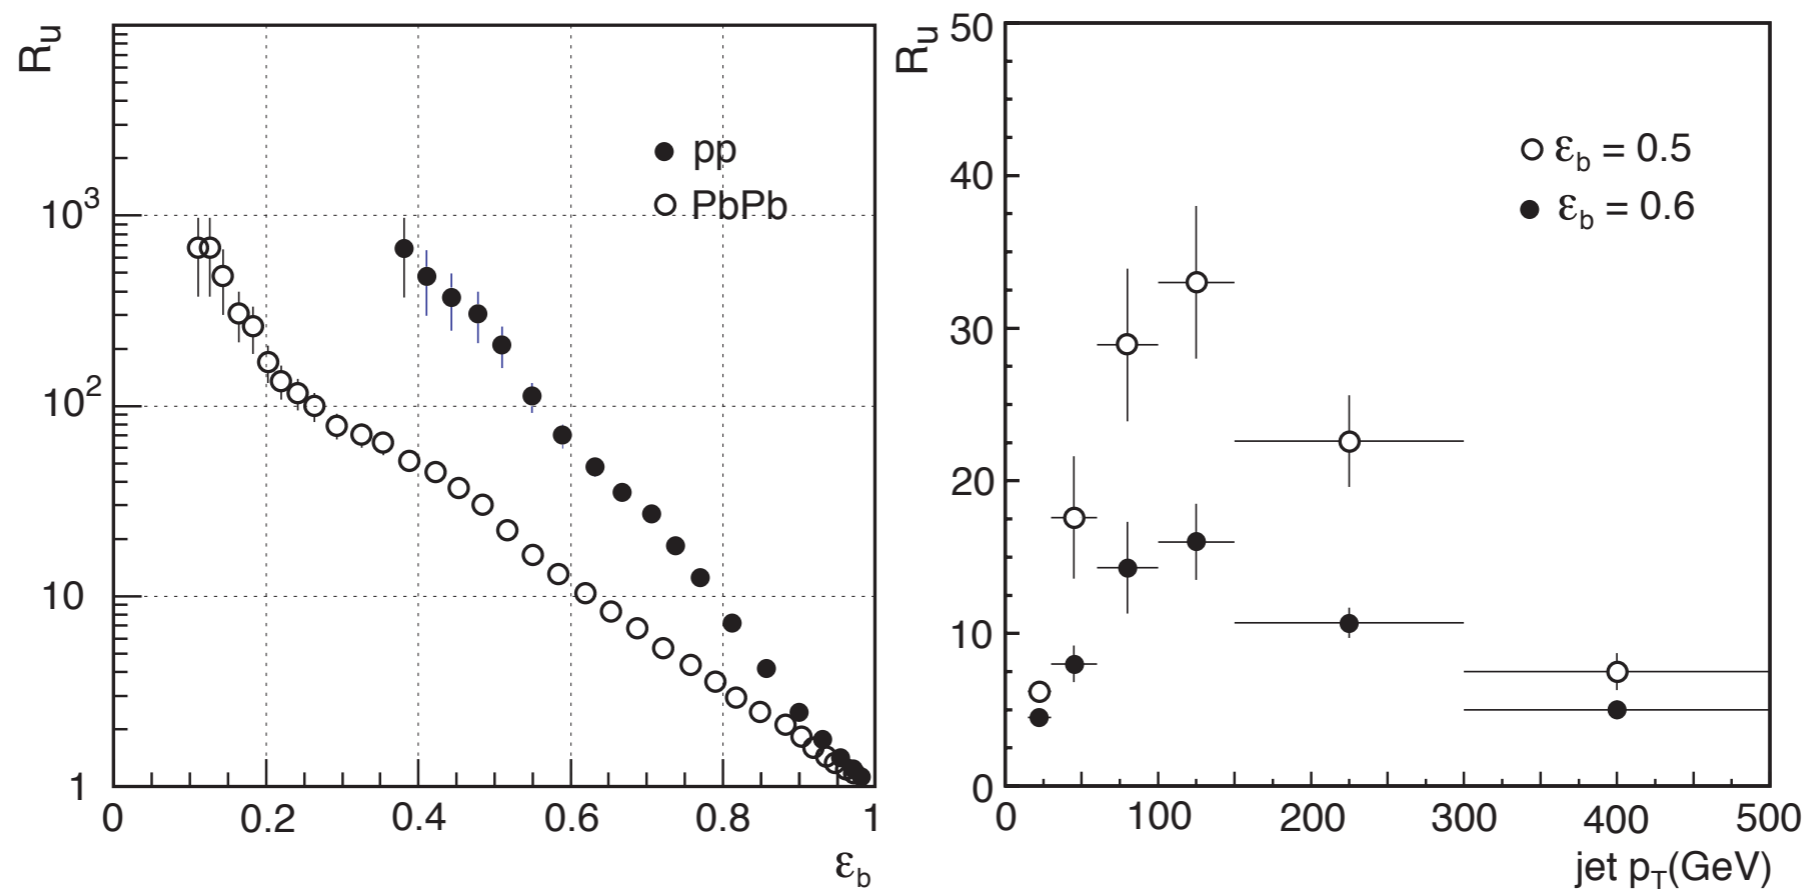 R_u
10^3
10^2
10
1
0 0.2 0.4 0.6 0.8 1
ε_b
pp
PbPb
R_u
50
40
30
20
10
0
0 100 200 300 400 500
jet p_T(GeV)
ε_b = 0.5
ε_b = 0.6